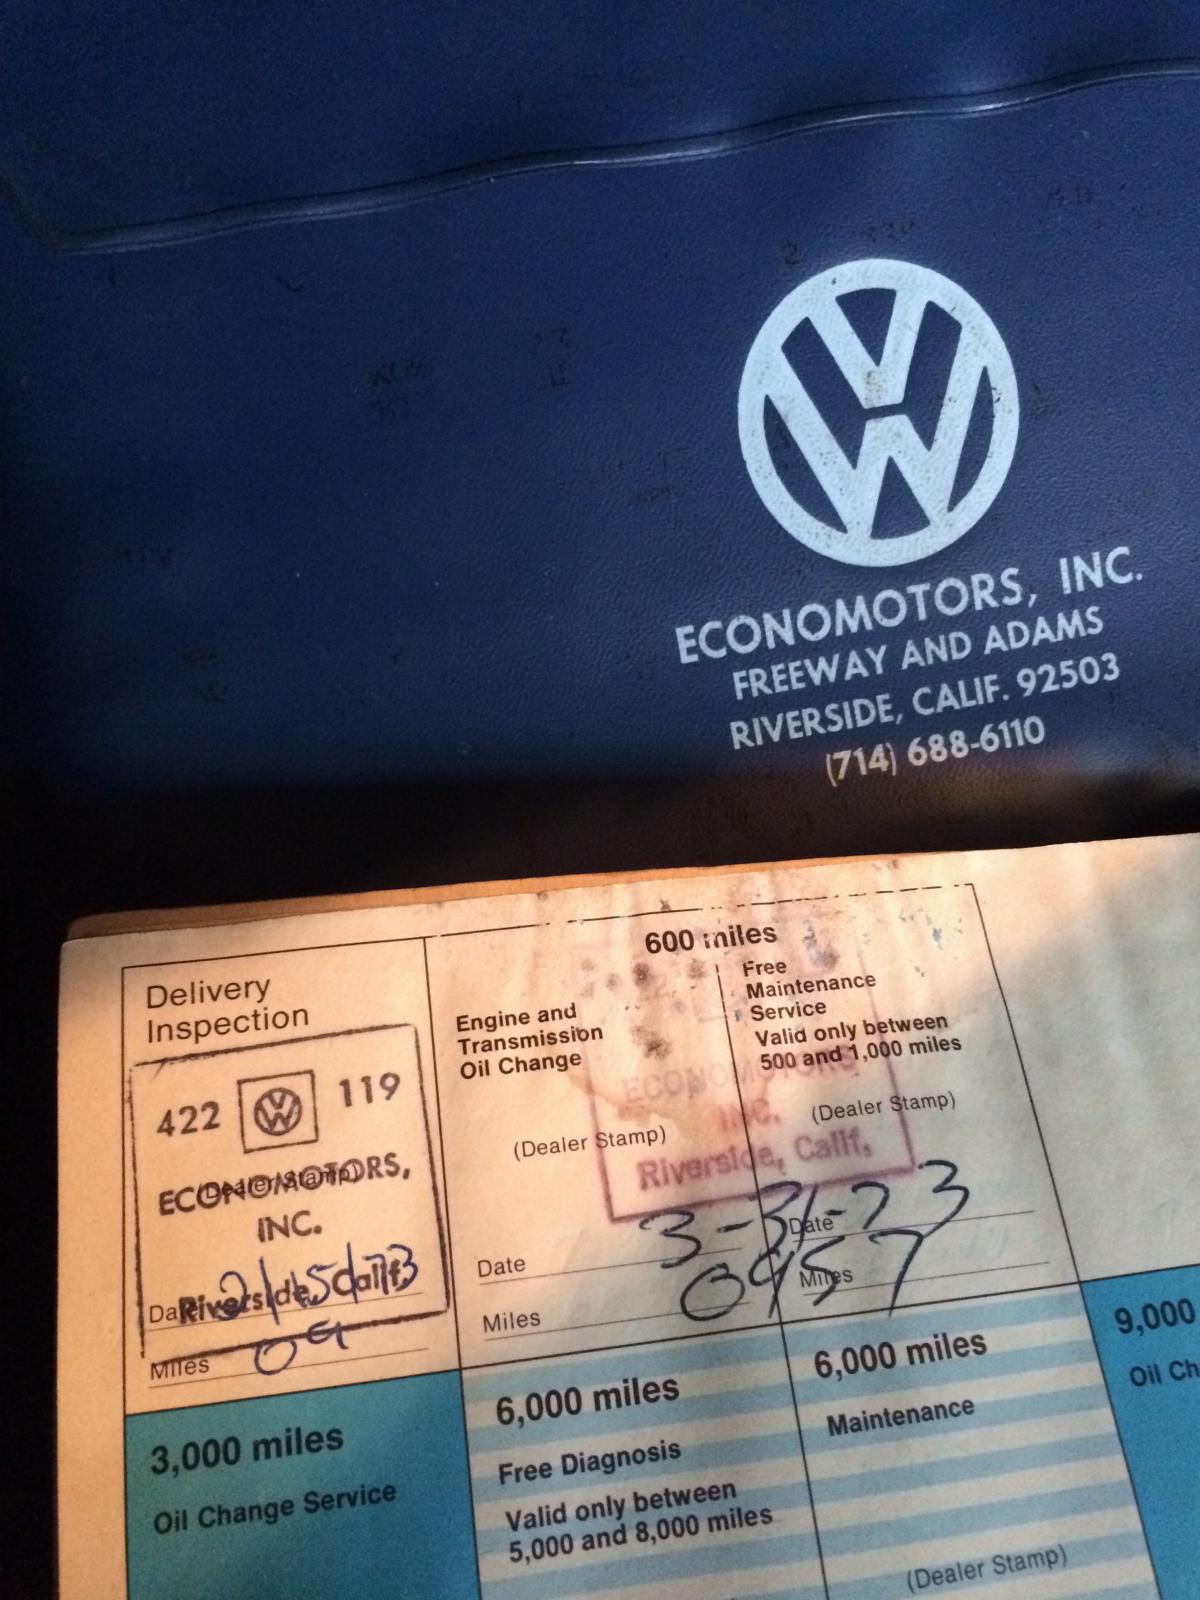 ECONOMOTORS, INC.
FREEWAY AND ADAMS
RIVERSIDE, CALIF. 92503
(714) 688-6110
Delivery
Inspection
422 119
(Dealer Stamp)
ECONOMOTORS,
INC.
Riverside, Calif.
Date 2/15/73
Miles 09
600 miles
Engine and
Transmission
Oil Change
(Dealer Stamp)
Free
Maintenance
Service
Valid only between
500 and 1,000 miles
(Dealer Stamp)
ECONOMOTORS
INC.
Riverside, Calif.
Date
Date
3-31-73
Miles
Miles
0957
3,000 miles
Oil Change Service
6,000 miles
Free Diagnosis
Valid only between
5,000 and 8,000 miles
6,000 miles
Maintenance
(Dealer Stamp)
9,000
Oil Ch